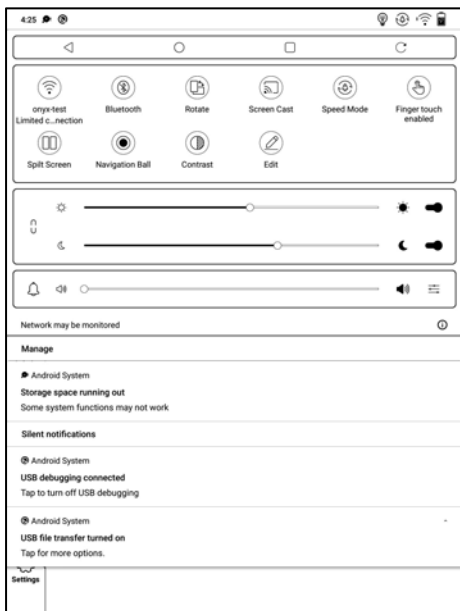 4:25
onyx-test
Limited c...nection
Bluetooth
Rotate
Screen Cast
Speed Mode
Finger touch
enabled
Spilt Screen
Navigation Ball
Contrast
Edit
Network may be monitored
Manage
Android System
Storage space running out
Some system functions may not work
Silent notifications
Android System
USB debugging connected
Tap to turn off USB debugging
Android System
USB file transfer turned on
Tap for more options.
Settings